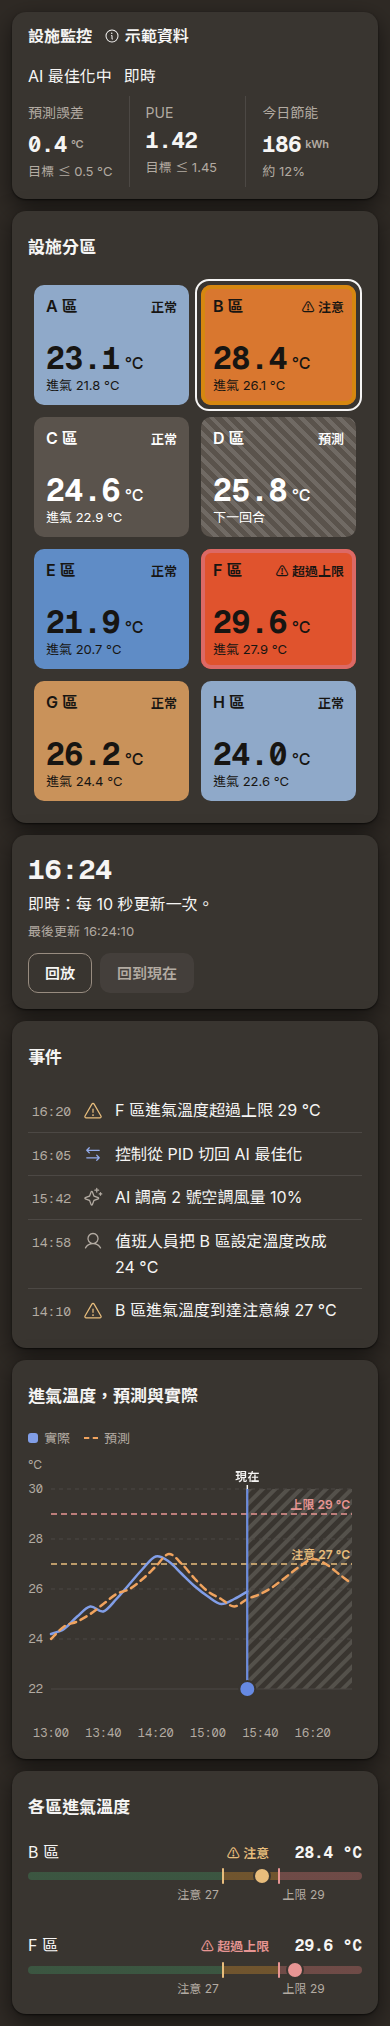 設施監控 示範資料
AI 最佳化中 即時
預測誤差 PUE 今日節能
0.4 °C 1.42 186 kWh
目標 ≤ 0.5 °C 目標 ≤ 1.45 約 12%
設施分區
A 區 正常
23.1 °C
進氣 21.8 °C
B 區 注意
28.4 °C
進氣 26.1 °C
C 區 正常
24.6 °C
進氣 22.9 °C
D 區 預測
25.8 °C
下一回合
E 區 正常
21.9 °C
進氣 20.7 °C
F 區 超過上限
29.6 °C
進氣 27.9 °C
G 區 正常
26.2 °C
進氣 24.4 °C
H 區 正常
24.0 °C
進氣 22.6 °C
16:24
即時：每 10 秒更新一次。
最後更新 16:24:10
回放 回到現在
事件
16:20 F 區進氣溫度超過上限 29 °C
16:05 控制從 PID 切回 AI 最佳化
15:42 AI 調高 2 號空調風量 10%
14:58 值班人員把 B 區設定溫度改成
24 °C
14:10 B 區進氣溫度到達注意線 27 °C
進氣溫度，預測與實際
實際 預測
°C
現在
30
上限 29 °C
28
注意 27 °C
26
24
22
13:00 13:40 14:20 15:00 15:40 16:20
各區進氣溫度
B 區 注意 28.4 °C
注意 27 上限 29
F 區 超過上限 29.6 °C
注意 27 上限 29